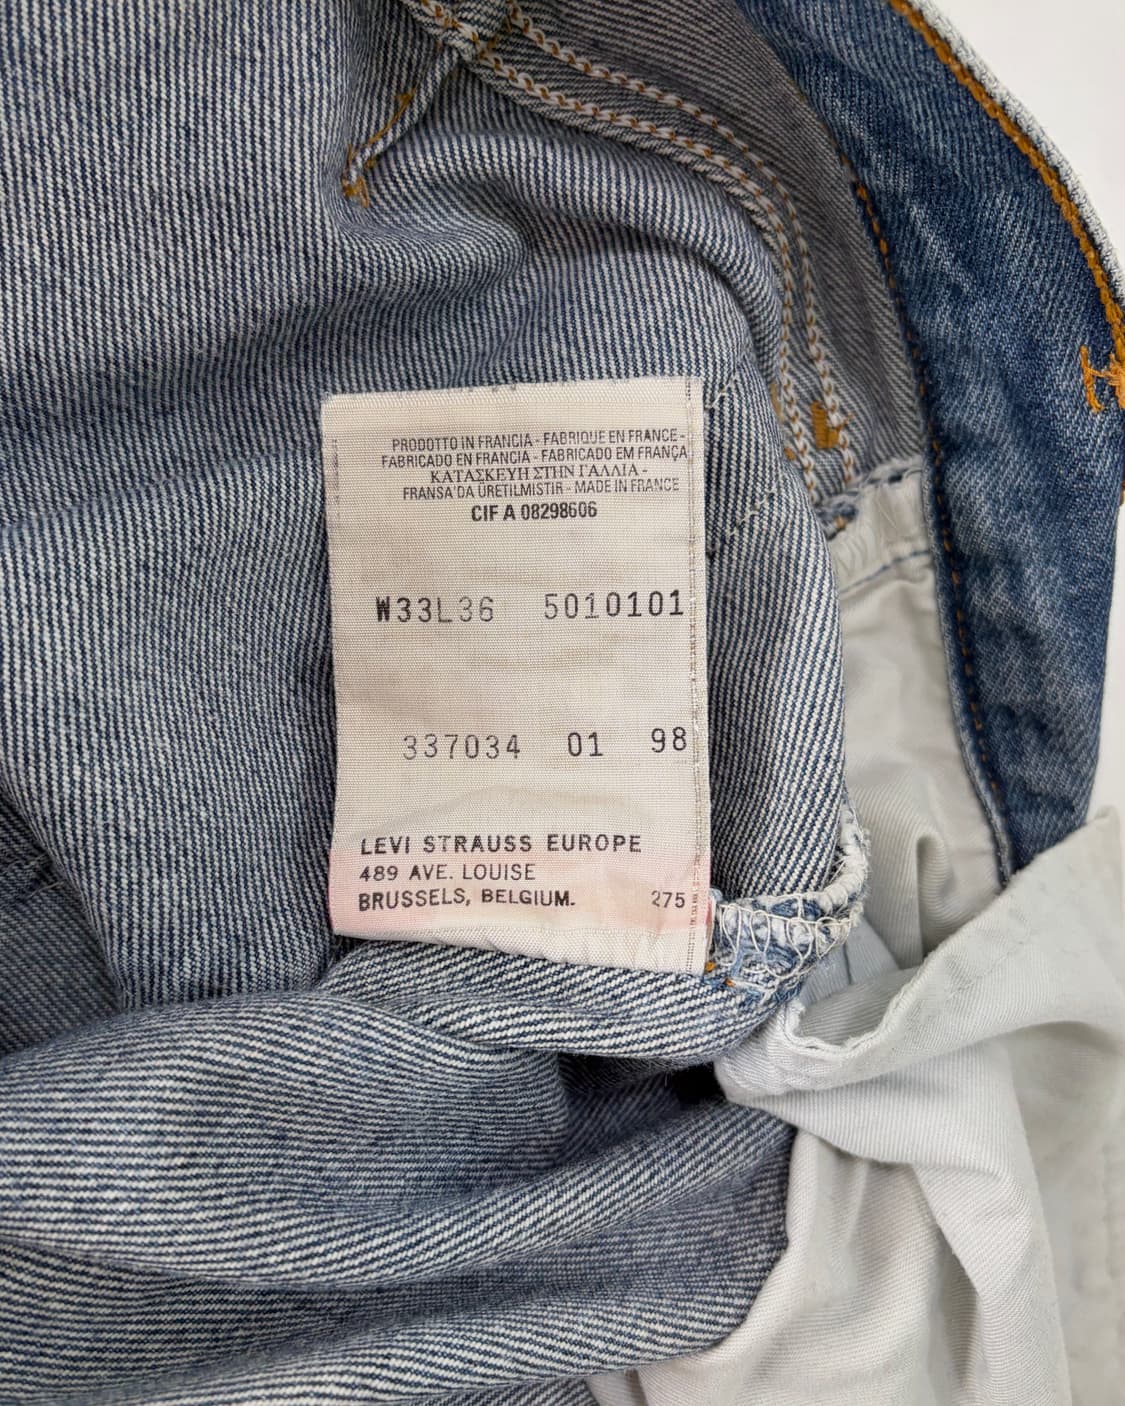 PRODOTTO IN FRANCIA - FABRIQUE EN FRANCE -
FABRICADO EN FRANCIA - FABRICADO EM FRANÇA
ΚΑΤΑΣΚΕΥΗ ΣΤΗΝ ΓΑΛΛΙΑ -
FRANSA'DA ÜRETILMISTIR - MADE IN FRANCE
CIF A 08298606
W33L36 5010101
337034 01 98
LEVI STRAUSS EUROPE
489 AVE. LOUISE
BRUSSELS, BELGIUM. 275